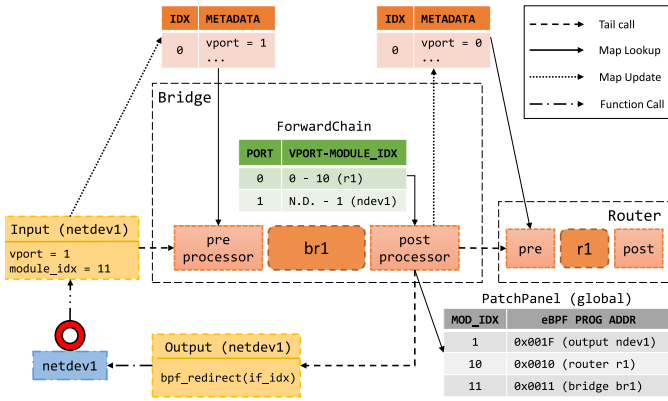 IDX METADATA
0 vport = 1
...
IDX METADATA
0 vport = 0
...
Tail call
Map Lookup
Map Update
Function Call
Bridge
ForwardChain
PORT VPORT-MODULE_IDX
0 0 - 10 (r1)
1 N.D. - 1 (ndev1)
Input (netdev1)
vport = 1
module_idx = 11
pre
processor
br1
post
processor
Router
pre
r1
post
PatchPanel (global)
MOD_IDX eBPF PROG ADDR
1 0x001F (output ndev1)
10 0x0010 (router r1)
11 0x0011 (bridge br1)
netdev1
Output (netdev1)
bpf_redirect(if_idx)